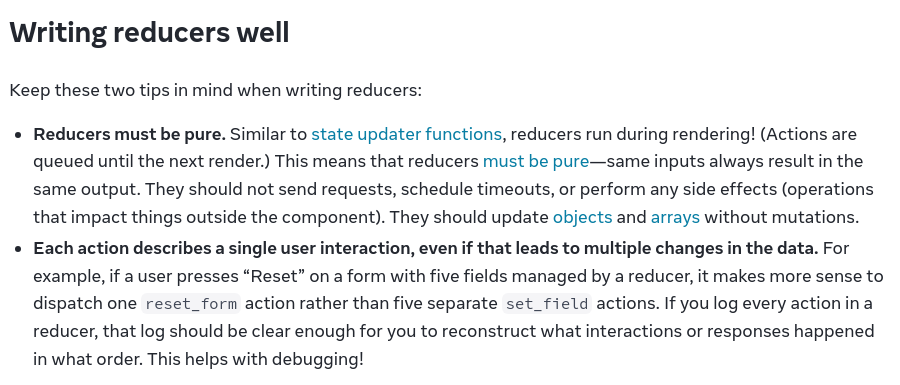 Writing reducers well
Keep these two tips in mind when writing reducers:
• Reducers must be pure. Similar to state updater functions, reducers run during rendering! (Actions are
queued until the next render.) This means that reducers must be pure—same inputs always result in the
same output. They should not send requests, schedule timeouts, or perform any side effects (operations
that impact things outside the component). They should update objects and arrays without mutations.
• Each action describes a single user interaction, even if that leads to multiple changes in the data. For
example, if a user presses “Reset” on a form with five fields managed by a reducer, it makes more sense to
dispatch one reset_form action rather than five separate set_field actions. If you log every action in a
reducer, that log should be clear enough for you to reconstruct what interactions or responses happened
in what order. This helps with debugging!